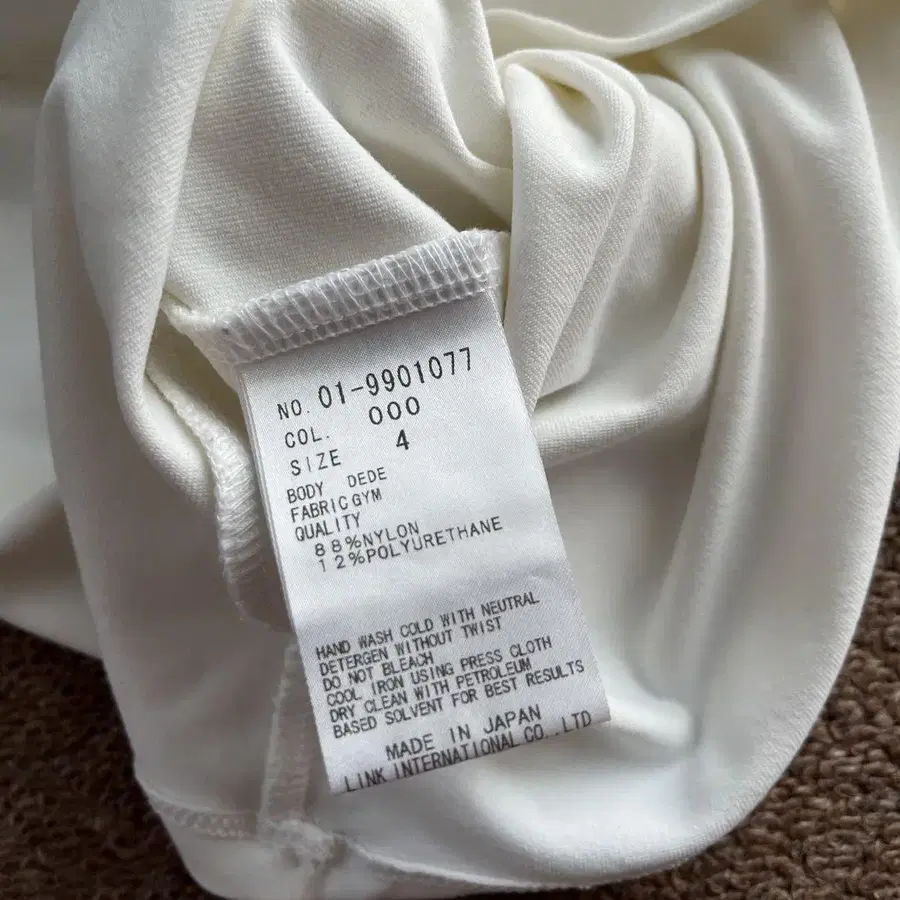 NO. 01-9901077
COL. 000
SIZE 4
BODY DEDE
FABRIC GYM
QUALITY
88%NYLON
12%POLYURETHANE
HAND WASH COLD WITH NEUTRAL
DETERGEN WITHOUT TWIST
DO NOT BLEACH
COOL IRON USING PRESS CLOTH
DRY CLEAN WITH PETROLEUM
BASED SOLVENT FOR BEST RESULTS
MADE IN JAPAN
LINK INTERNATIONAL CO.,LTD